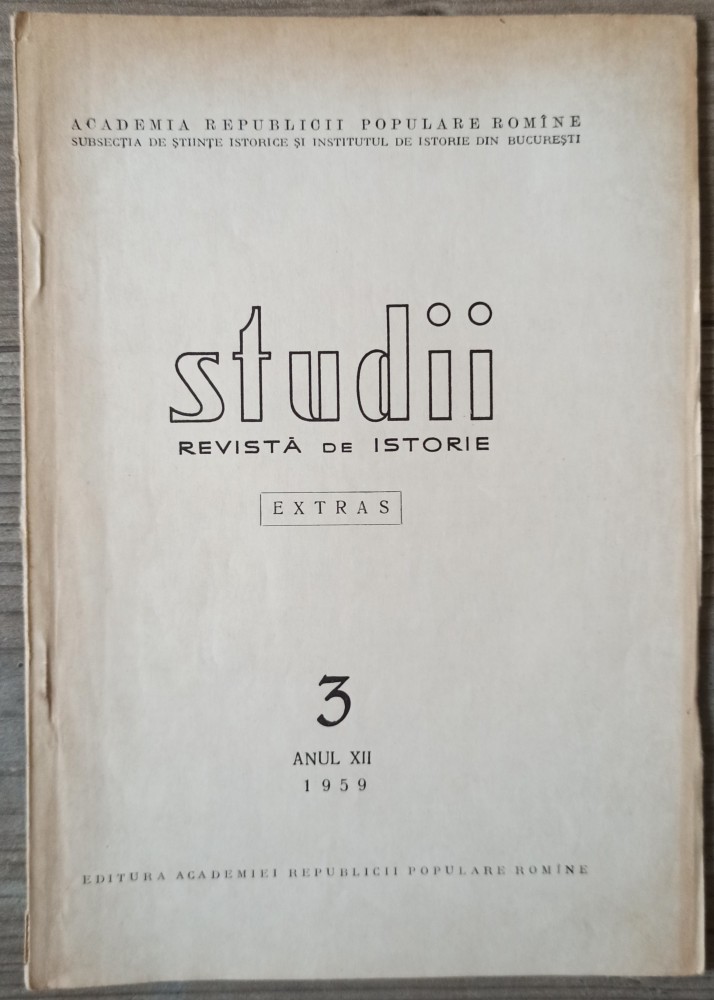 ACADEMIA REPUBLICII POPULARE ROMÎNE
SUBSECȚIA DE ȘTIINȚE ISTORICE ȘI INSTITUTUL DE ISTORIE DIN BUCUREȘTI
studii
REVISTĂ DE ISTORIE
EXTRAS
3
ANUL XII
1959
EDITURA ACADEMIEI REPUBLICII POPULARE ROMÎNE